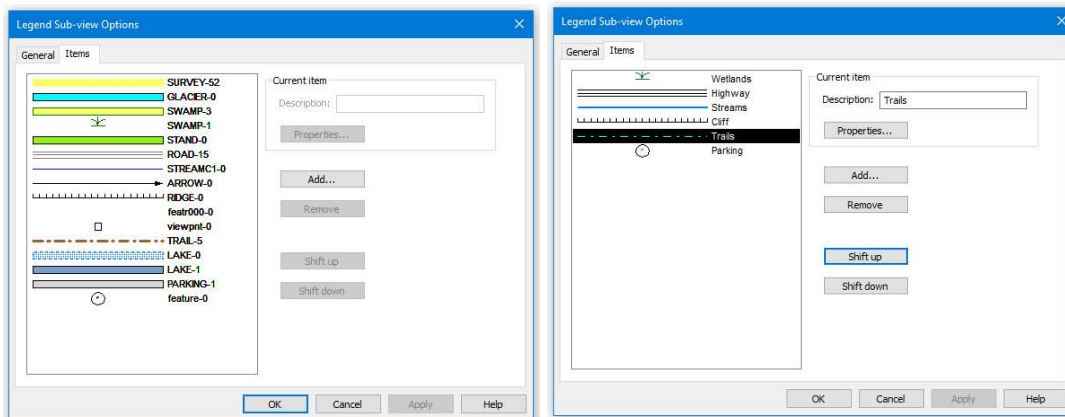 Legend Sub-view Options
General Items
SURVEY-52
GLACIER-0
SWAMP-3
SWAMP-1
STAND-0
ROAD-15
STREAMC1-0
ARROW-0
RIDGE-0
featr000-0
viewpnt-0
TRAIL-5
LAKE-0
LAKE-1
PARKING-1
feature-0
Current item
Description:
Properties...
Add...
Remove
Shift up
Shift down
OK Cancel Apply Help
Legend Sub-view Options
General Items
Wetlands
Highway
Streams
Cliff
Trails
Parking
Current item
Description: Trails
Properties...
Add...
Remove
Shift up
Shift down
OK Cancel Apply Help